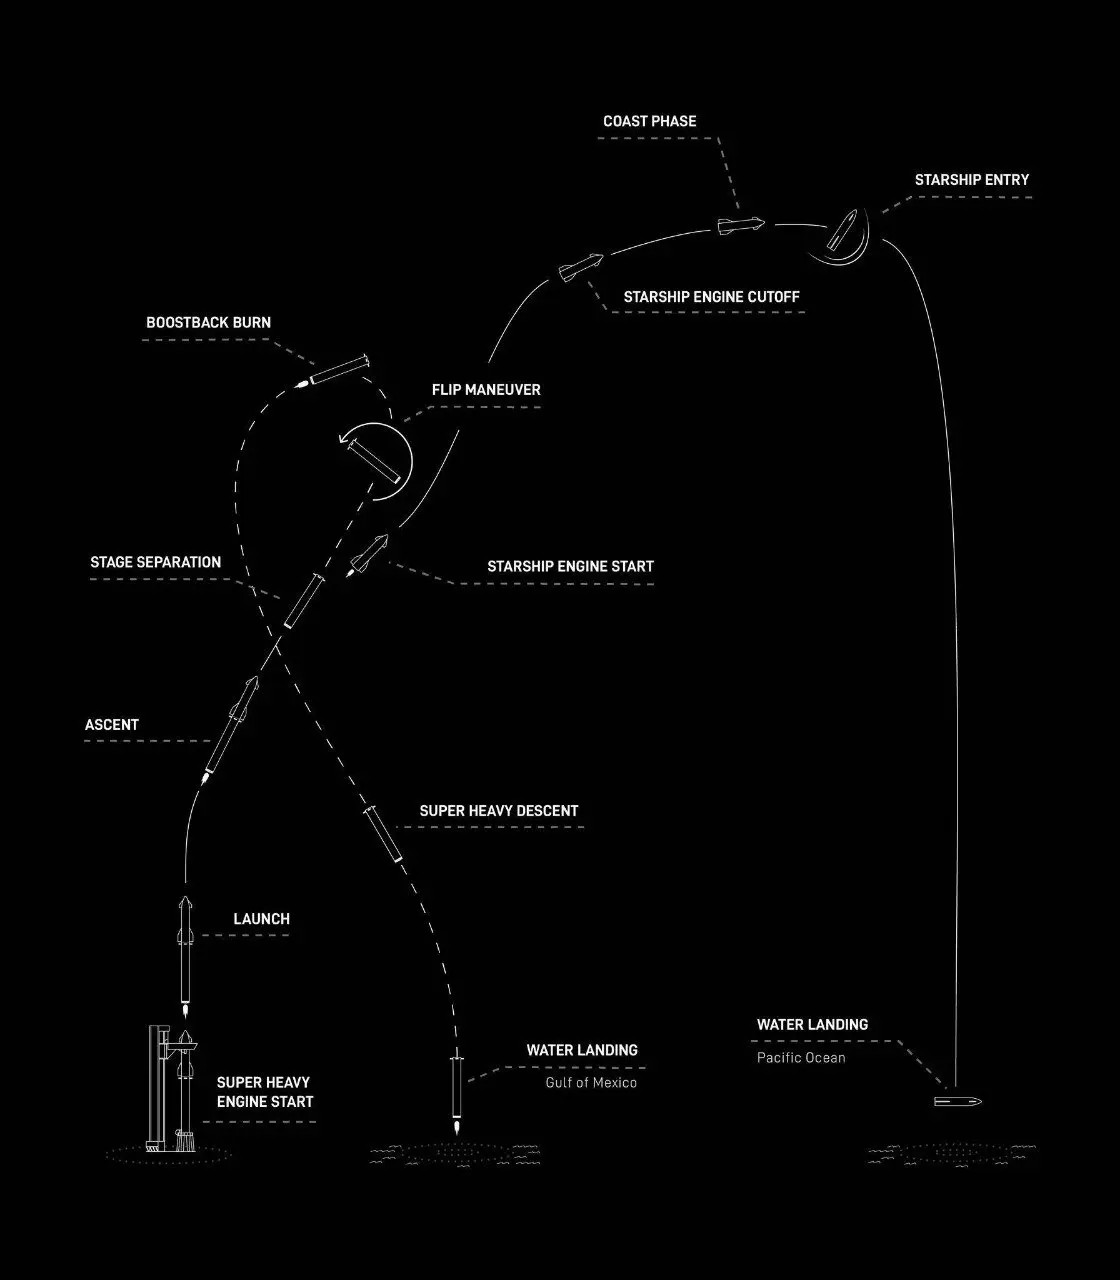 COAST PHASE
STARSHIP ENTRY
STARSHIP ENGINE CUTOFF
BOOSTBACK BURN
FLIP MANEUVER
STAGE SEPARATION
STARSHIP ENGINE START
ASCENT
SUPER HEAVY DESCENT
LAUNCH
WATER LANDING
Pacific Ocean
WATER LANDING
Gulf of Mexico
SUPER HEAVY
ENGINE START